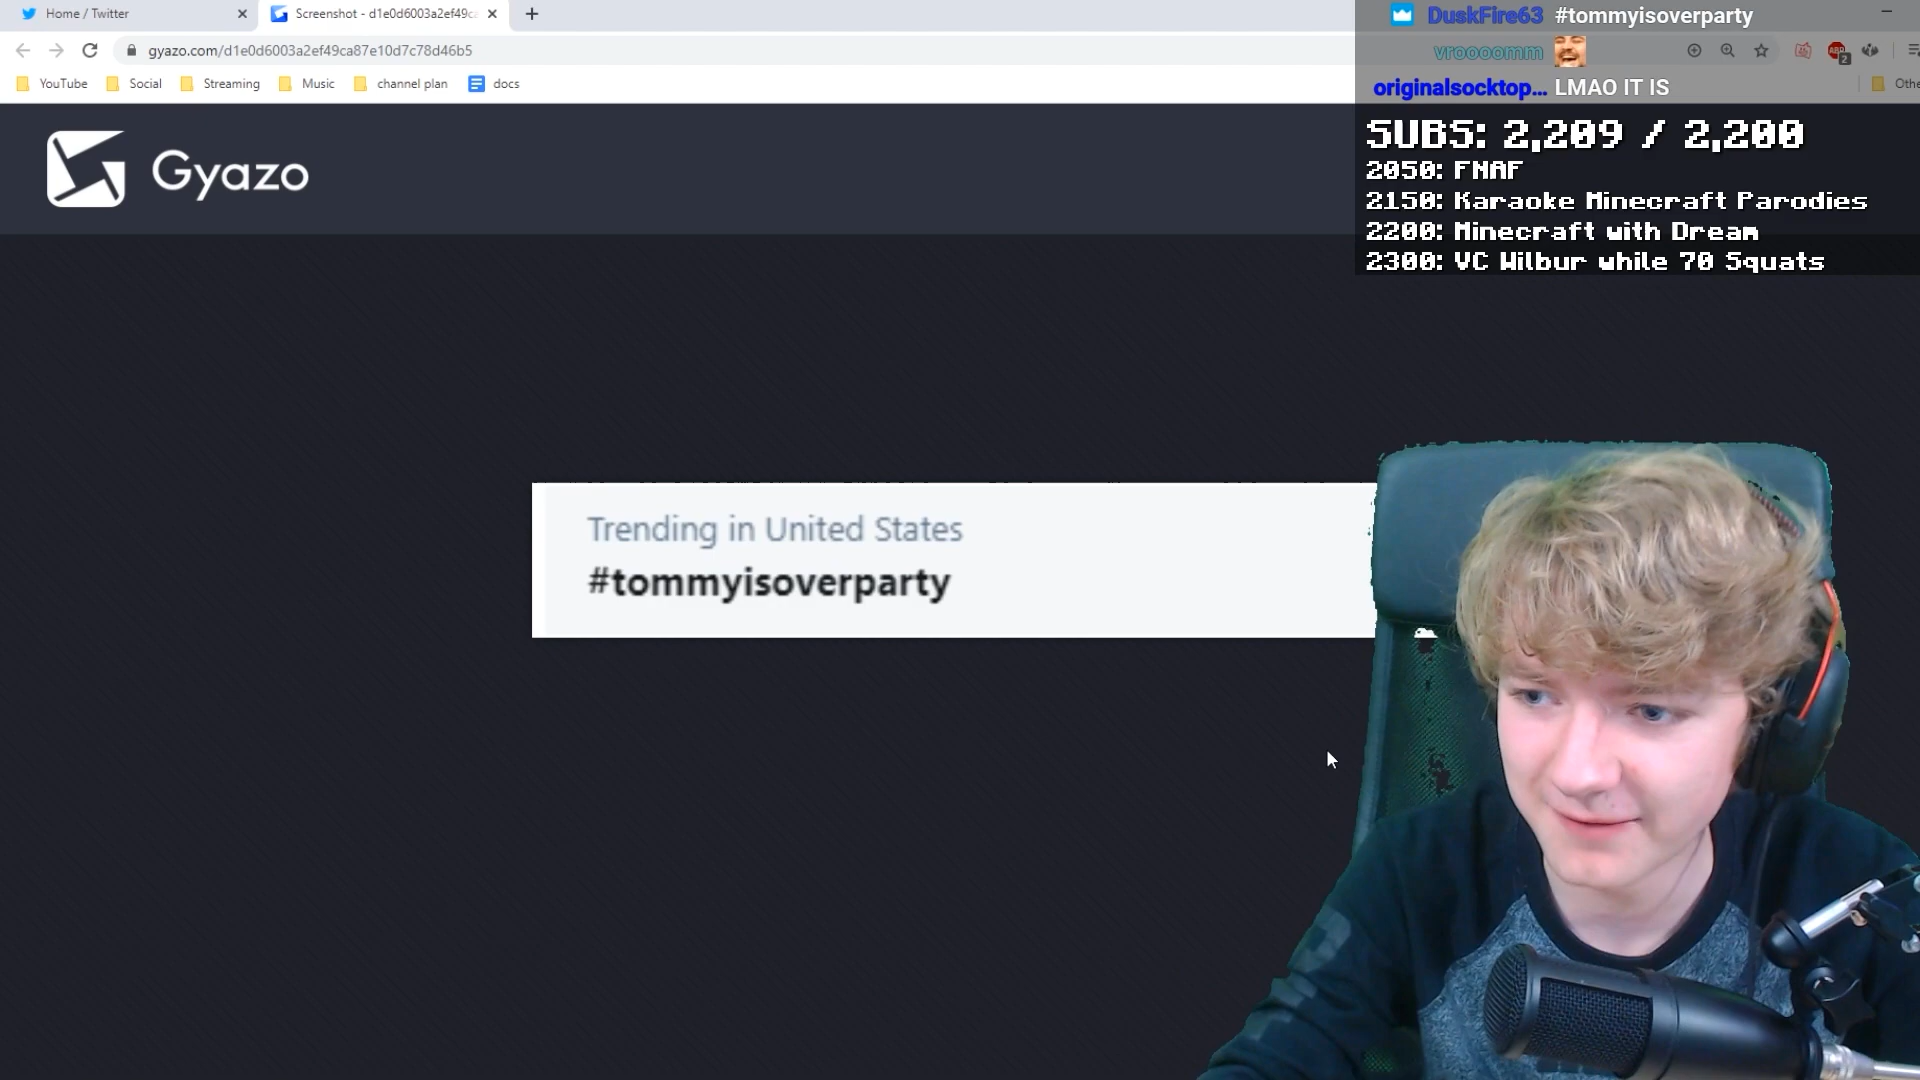 Home / Twitter
Screenshot - d1e0d6003a2ef49c
gyazo.com/d1e0d6003a2ef49ca87e10d7c78d46b5
YouTube Social Streaming Music channel plan docs
Othe
Gyazo
DuskFire63 #tommyisoverparty
vroooomm
originalsocktop... LMAO IT IS
SUBS: 2,209 / 2,200
2050: FNAF
2150: Karaoke Minecraft Parodies
2200: Minecraft with Dream
2300: VC Wilbur while 70 Squats
Trending in United States
#tommyisoverparty